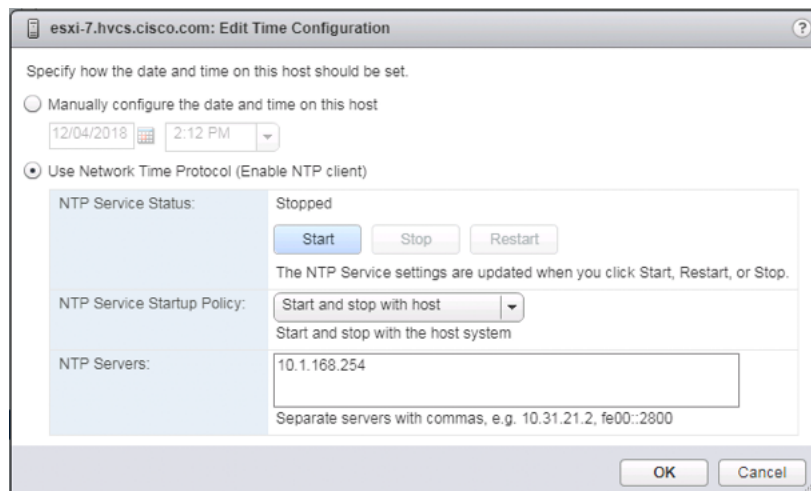 esxi-7.hvcs.cisco.com: Edit Time Configuration
?
Specify how the date and time on this host should be set.
Manually configure the date and time on this host
12/04/2018 2:12 PM
Use Network Time Protocol (Enable NTP client)
NTP Service Status: Stopped
Start Stop Restart
The NTP Service settings are updated when you click Start, Restart, or Stop.
NTP Service Startup Policy: Start and stop with host
Start and stop with the host system
NTP Servers: 10.1.168.254
Separate servers with commas, e.g. 10.31.21.2, fe00::2800
OK Cancel